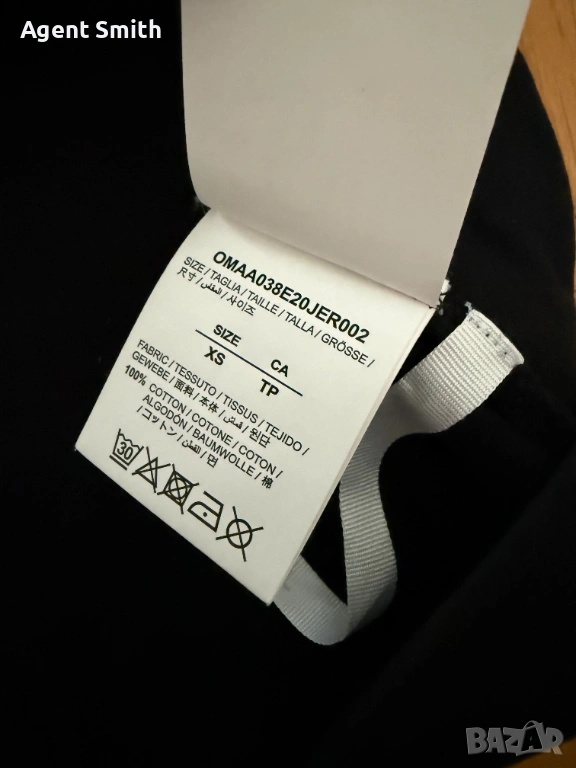 Agent Smith
OMAA038E20JER002
SIZE / TAGLIA / TAILLE / TALLA / GRÖSSE /
尺寸 / المقاس / 사이즈
SIZE CA
XS TP
FABRIC / TESSUTO / TISSUS / TEJIDO /
GEWEBE / 面料 / 本体 / قماش / 원단
100% COTTON / COTONE / COTON /
ALGODÓN / BAUMWOLLE / 棉
/ コットン / القطن / 면
30
BAZAR